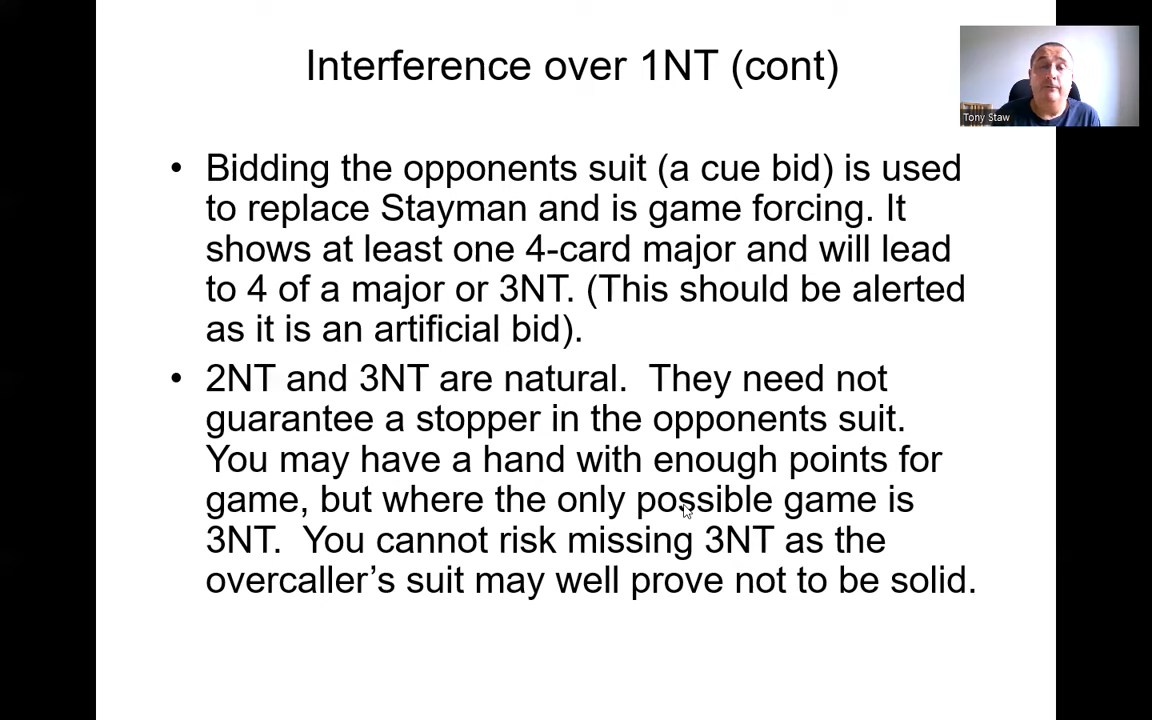 Interference over 1NT (cont)
Tony Staw
• Bidding the opponents suit (a cue bid) is used
to replace Stayman and is game forcing. It
shows at least one 4-card major and will lead
to 4 of a major or 3NT. (This should be alerted
as it is an artificial bid).
• 2NT and 3NT are natural.  They need not
guarantee a stopper in the opponents suit.
You may have a hand with enough points for
game, but where the only possible game is
3NT.  You cannot risk missing 3NT as the
overcaller’s suit may well prove not to be solid.